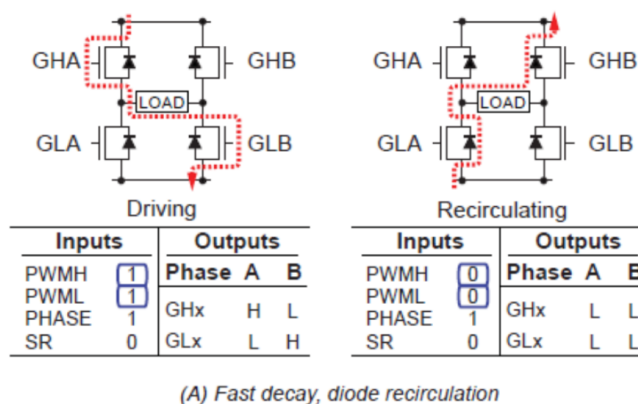 GHA GHB
LOAD
GLA GLB
Driving
Inputs Outputs
PWMH 1 Phase A B
PWML 1
PHASE 1 GHx H L
SR 0 GLx L H
GHA GHB
LOAD
GLA GLB
Recirculating
Inputs Outputs
PWMH 0 Phase A B
PWML 0
PHASE 1 GHx L L
SR 0 GLx L L
(A) Fast decay, diode recirculation